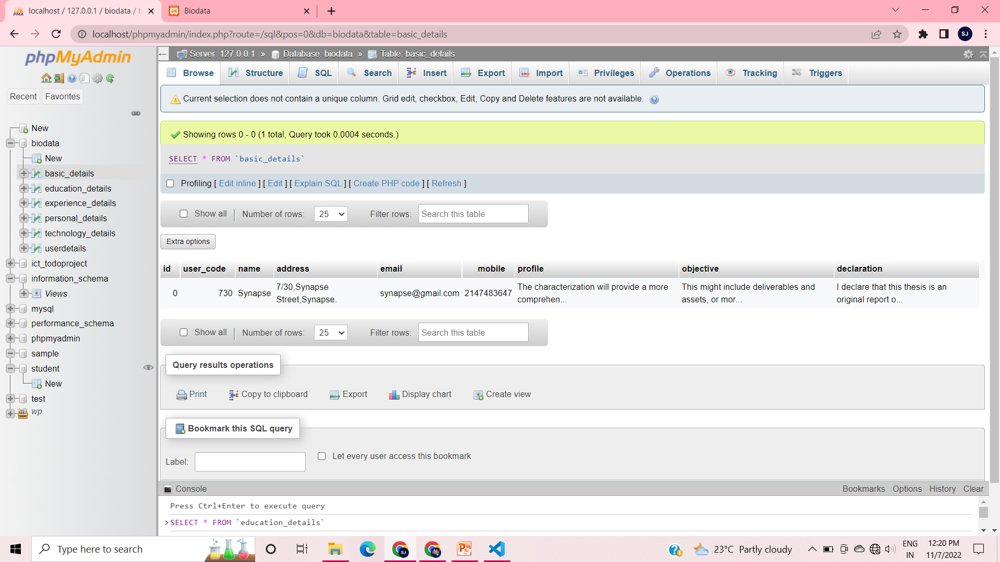 localhost / 127.0.0.1 / biodata / b
Biodata
localhost/phpmyadmin/index.php?route=/sql&pos=0&db=biodata&table=basic_details
SJ
phpMyAdmin
Recent Favorites
New
biodata
New
basic_details
education_details
experience_details
personal_details
technology_details
userdetails
ict_todoproject
information_schema
Views
mysql
performance_schema
phpmyadmin
sample
student
New
test
wp
Server: 127.0.0.1 » Database: biodata » Table: basic_details
Browse Structure SQL Search Insert Export Import Privileges Operations Tracking Triggers
Current selection does not contain a unique column. Grid edit, checkbox, Edit, Copy and Delete features are not available.
Showing rows 0 - 0 (1 total, Query took 0.0004 seconds.)
SELECT * FROM `basic_details`
Profiling [ Edit inline ] [ Edit ] [ Explain SQL ] [ Create PHP code ] [ Refresh ]
Show all Number of rows: 25 Filter rows: Search this table
Extra options
id user_code name address email mobile profile objective declaration
0 730 Synapse 7/30,Synapse Street,Synapse. synapse@gmail.com 2147483647 The characterization will provide a more comprehen... This might include deliverables and assets, or mor... I declare that this thesis is an original report o...
Show all Number of rows: 25 Filter rows: Search this table
Query results operations
Print Copy to clipboard Export Display chart Create view
Bookmark this SQL query
Label: Let every user access this bookmark
Console Bookmarks Options History Clear
Press Ctrl+Enter to execute query
>SELECT * FROM `education_details`
Type here to search
23°C Partly cloudy
ENG
IN
12:20 PM
11/7/2022